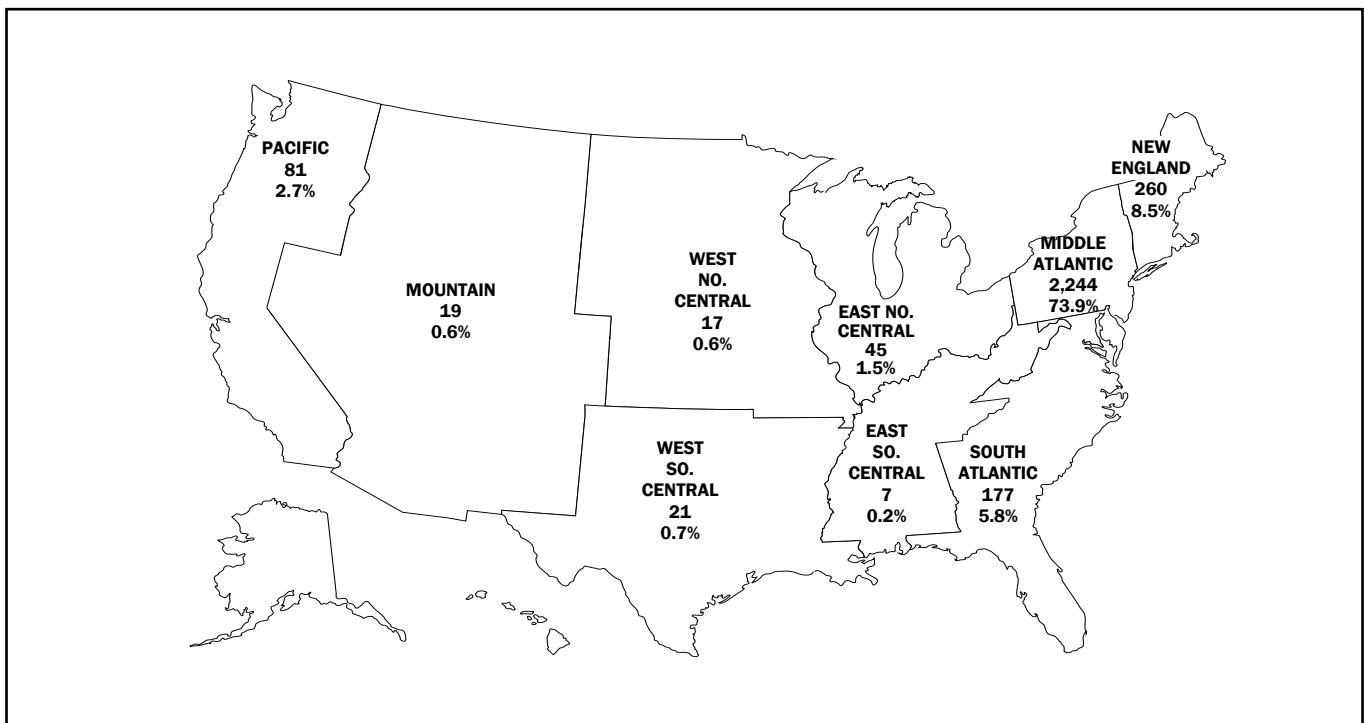 PACIFIC
81
2.7%
MOUNTAIN
19
0.6%
WEST
NO.
CENTRAL
17
0.6%
EAST NO.
CENTRAL
45
1.5%
NEW
ENGLAND
260
8.5%
MIDDLE
ATLANTIC
2,244
73.9%
WEST
SO.
CENTRAL
21
0.7%
EAST
SO.
CENTRAL
7
0.2%
SOUTH
ATLANTIC
177
5.8%